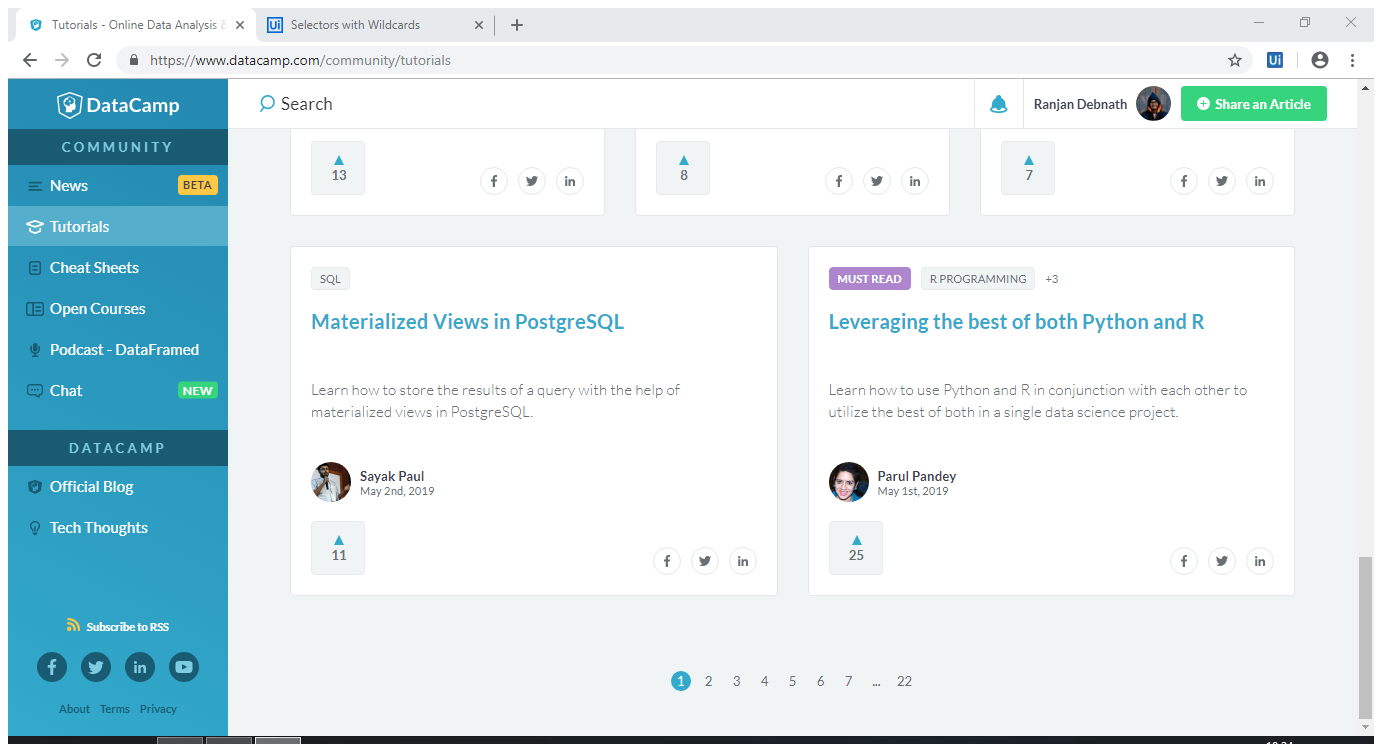 Tutorials - Online Data Analysis &
Ui Selectors with Wildcards
https://www.datacamp.com/community/tutorials
Ui
DataCamp
Search
Ranjan Debnath
Share an Article
COMMUNITY
News BETA
Tutorials
Cheat Sheets
Open Courses
Podcast - DataFramed
Chat NEW
DATACAMP
Official Blog
Tech Thoughts
Subscribe to RSS
About Terms Privacy
13
8
7
SQL
Materialized Views in PostgreSQL
Learn how to store the results of a query with the help of
materialized views in PostgreSQL.
Sayak Paul
May 2nd, 2019
11
MUST READ R PROGRAMMING +3
Leveraging the best of both Python and R
Learn how to use Python and R in conjunction with each other to
utilize the best of both in a single data science project.
Parul Pandey
May 1st, 2019
25
1 2 3 4 5 6 7 ... 22